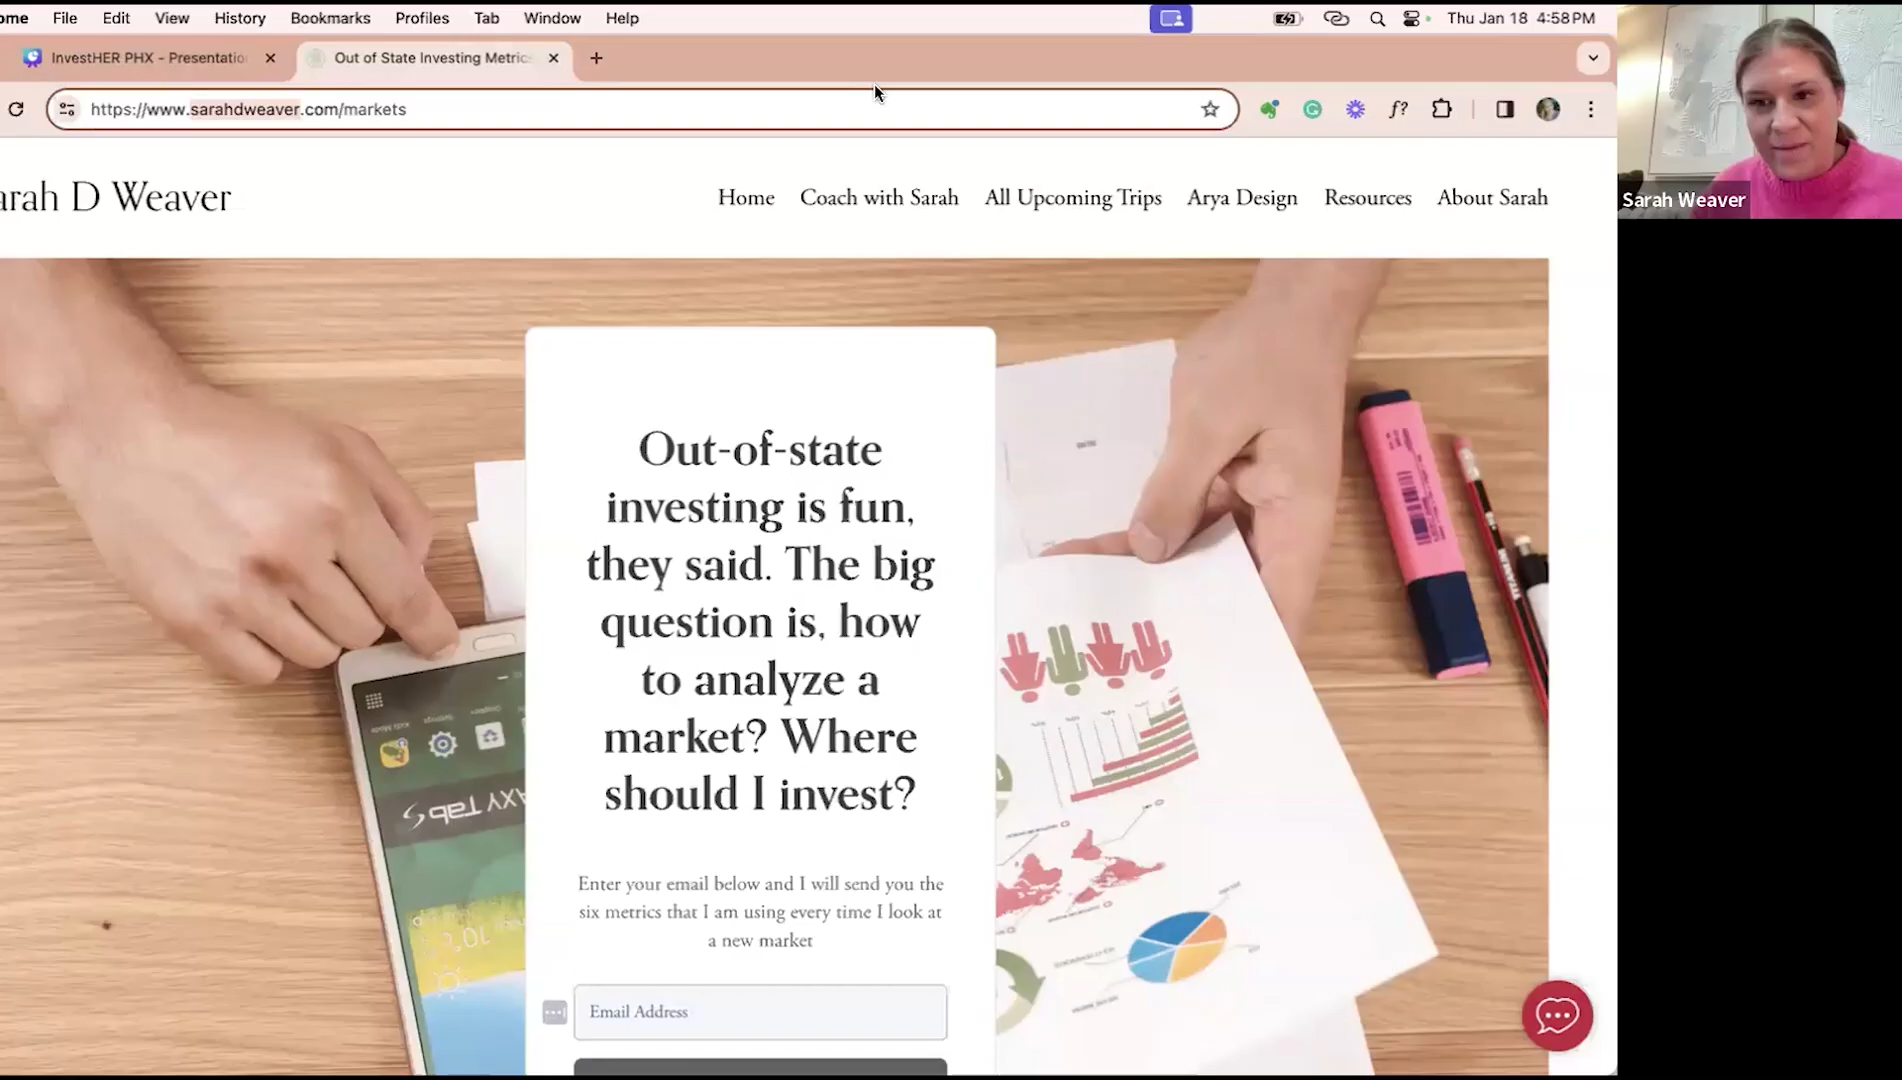 ome File Edit View History Bookmarks Profiles Tab Window Help Thu Jan 18 4:58 PM
InvestHER PHX - Presentatio Out of State Investing Metric
https://www.sarahdweaver.com/markets f?
Sarah Weaver
arah D Weaver Home Coach with Sarah All Upcoming Trips Arya Design Resources About Sarah
Out-of-state
investing is fun,
they said. The big
question is, how
to analyze a
market? Where
should I invest?
Enter your email below and I will send you the
six metrics that I am using every time I look at
a new market
Email Address